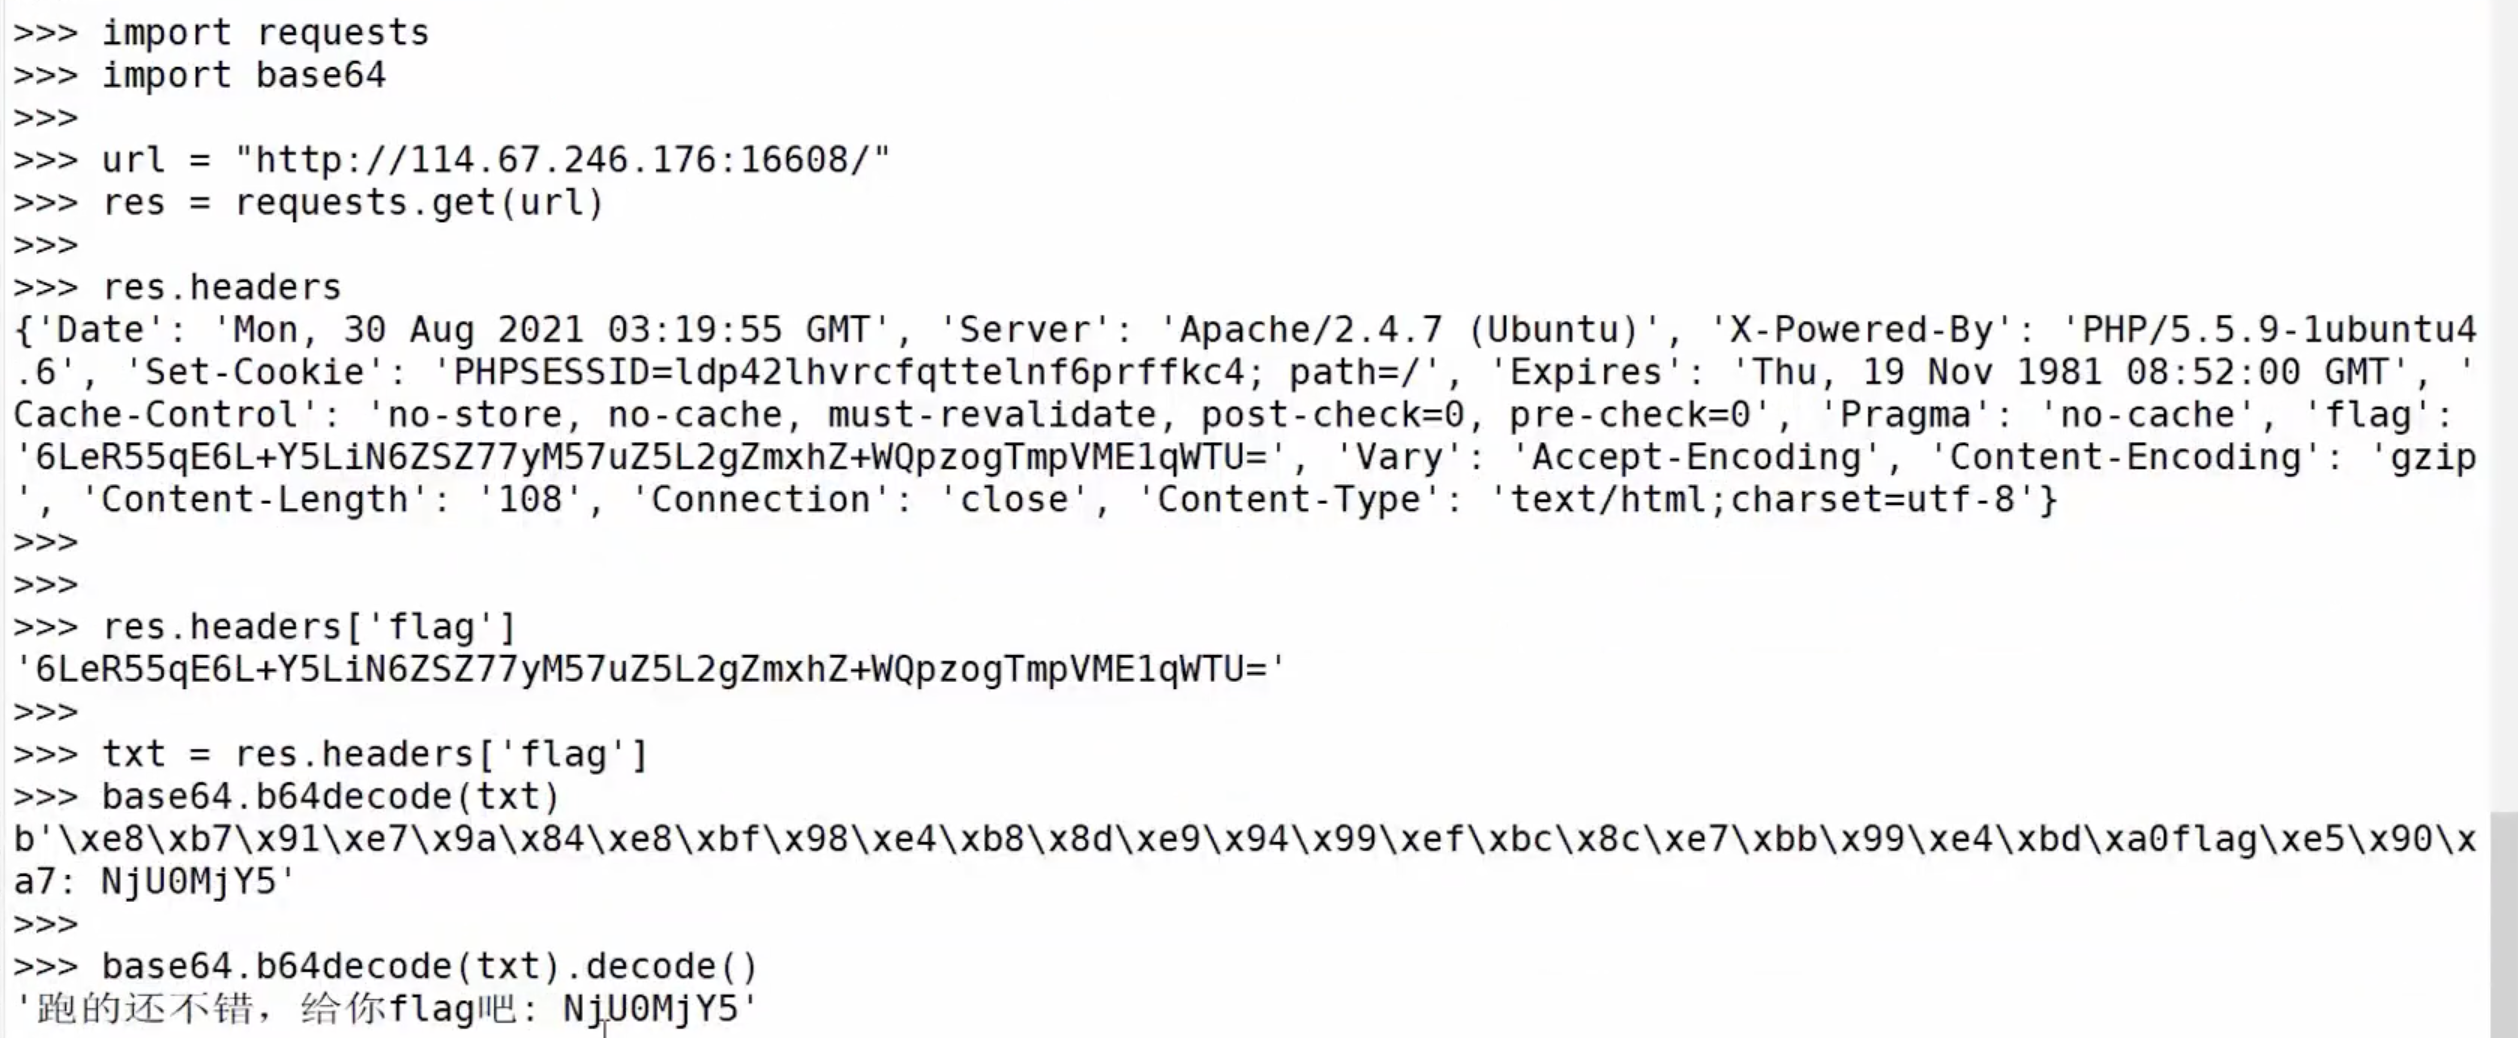 >>> import requests
>>> import base64
>>>
>>> url = "http://114.67.246.176:16608/"
>>> res = requests.get(url)
>>>
>>> res.headers
{'Date': 'Mon, 30 Aug 2021 03:19:55 GMT', 'Server': 'Apache/2.4.7 (Ubuntu)', 'X-Powered-By': 'PHP/5.5.9-1ubuntu4
.6', 'Set-Cookie': 'PHPSESSID=ldp42lhvrcfqttelnf6prffkc4; path=/', 'Expires': 'Thu, 19 Nov 1981 08:52:00 GMT', '
Cache-Control': 'no-store, no-cache, must-revalidate, post-check=0, pre-check=0', 'Pragma': 'no-cache', 'flag':
'6LeR55qE6L+Y5LiN6ZSZ77yM57uZ5L2gZmxhZ+WQpzogTmpVME1qWTU=', 'Vary': 'Accept-Encoding', 'Content-Encoding': 'gzip
', 'Content-Length': '108', 'Connection': 'close', 'Content-Type': 'text/html;charset=utf-8'}
>>>
>>>
>>> res.headers['flag']
'6LeR55qE6L+Y5LiN6ZSZ77yM57uZ5L2gZmxhZ+WQpzogTmpVME1qWTU='
>>>
>>> txt = res.headers['flag']
>>> base64.b64decode(txt)
b'\xe8\xb7\x91\xe7\x9a\x84\xe8\xbf\x98\xe4\xb8\x8d\xe9\x94\x99\xef\xbc\x8c\xe7\xbb\x99\xe4\xbd\xa0flag\xe5\x90\x
a7: NjU0MjY5'
>>>
>>> base64.b64decode(txt).decode()
'跑的还不错，给你flag吧: NjU0MjY5'